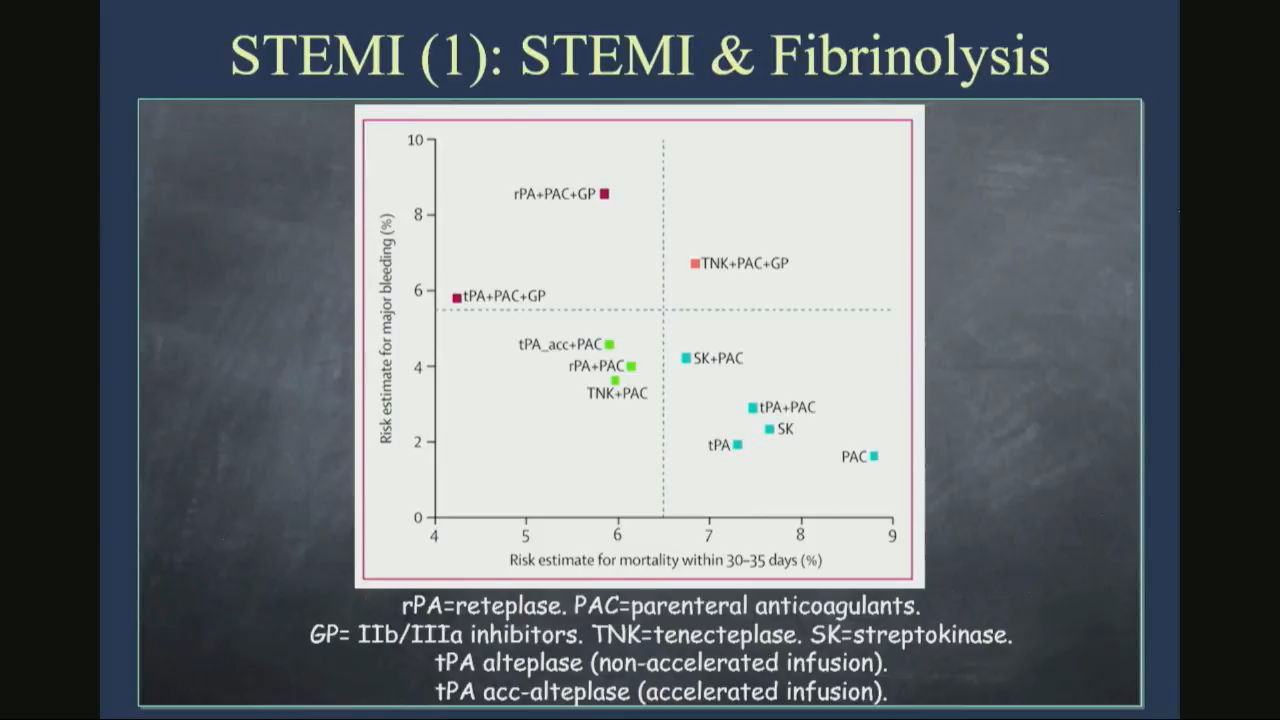 STEMI (1): STEMI & Fibrinolysis
10
8
6
4
2
0
Risk estimate for major bleeding (%)
rPA+PAC+GP
TNK+PAC+GP
tPA+PAC+GP
tPA_acc+PAC
SK+PAC
rPA+PAC
TNK+PAC
tPA+PAC
SK
tPA
PAC
4 5 6 7 8 9
Risk estimate for mortality within 30–35 days (%)
rPA=reteplase. PAC=parenteral anticoagulants.
GP= IIb/IIIa inhibitors. TNK=tenecteplase. SK=streptokinase.
tPA alteplase (non-accelerated infusion).
tPA acc-alteplase (accelerated infusion).